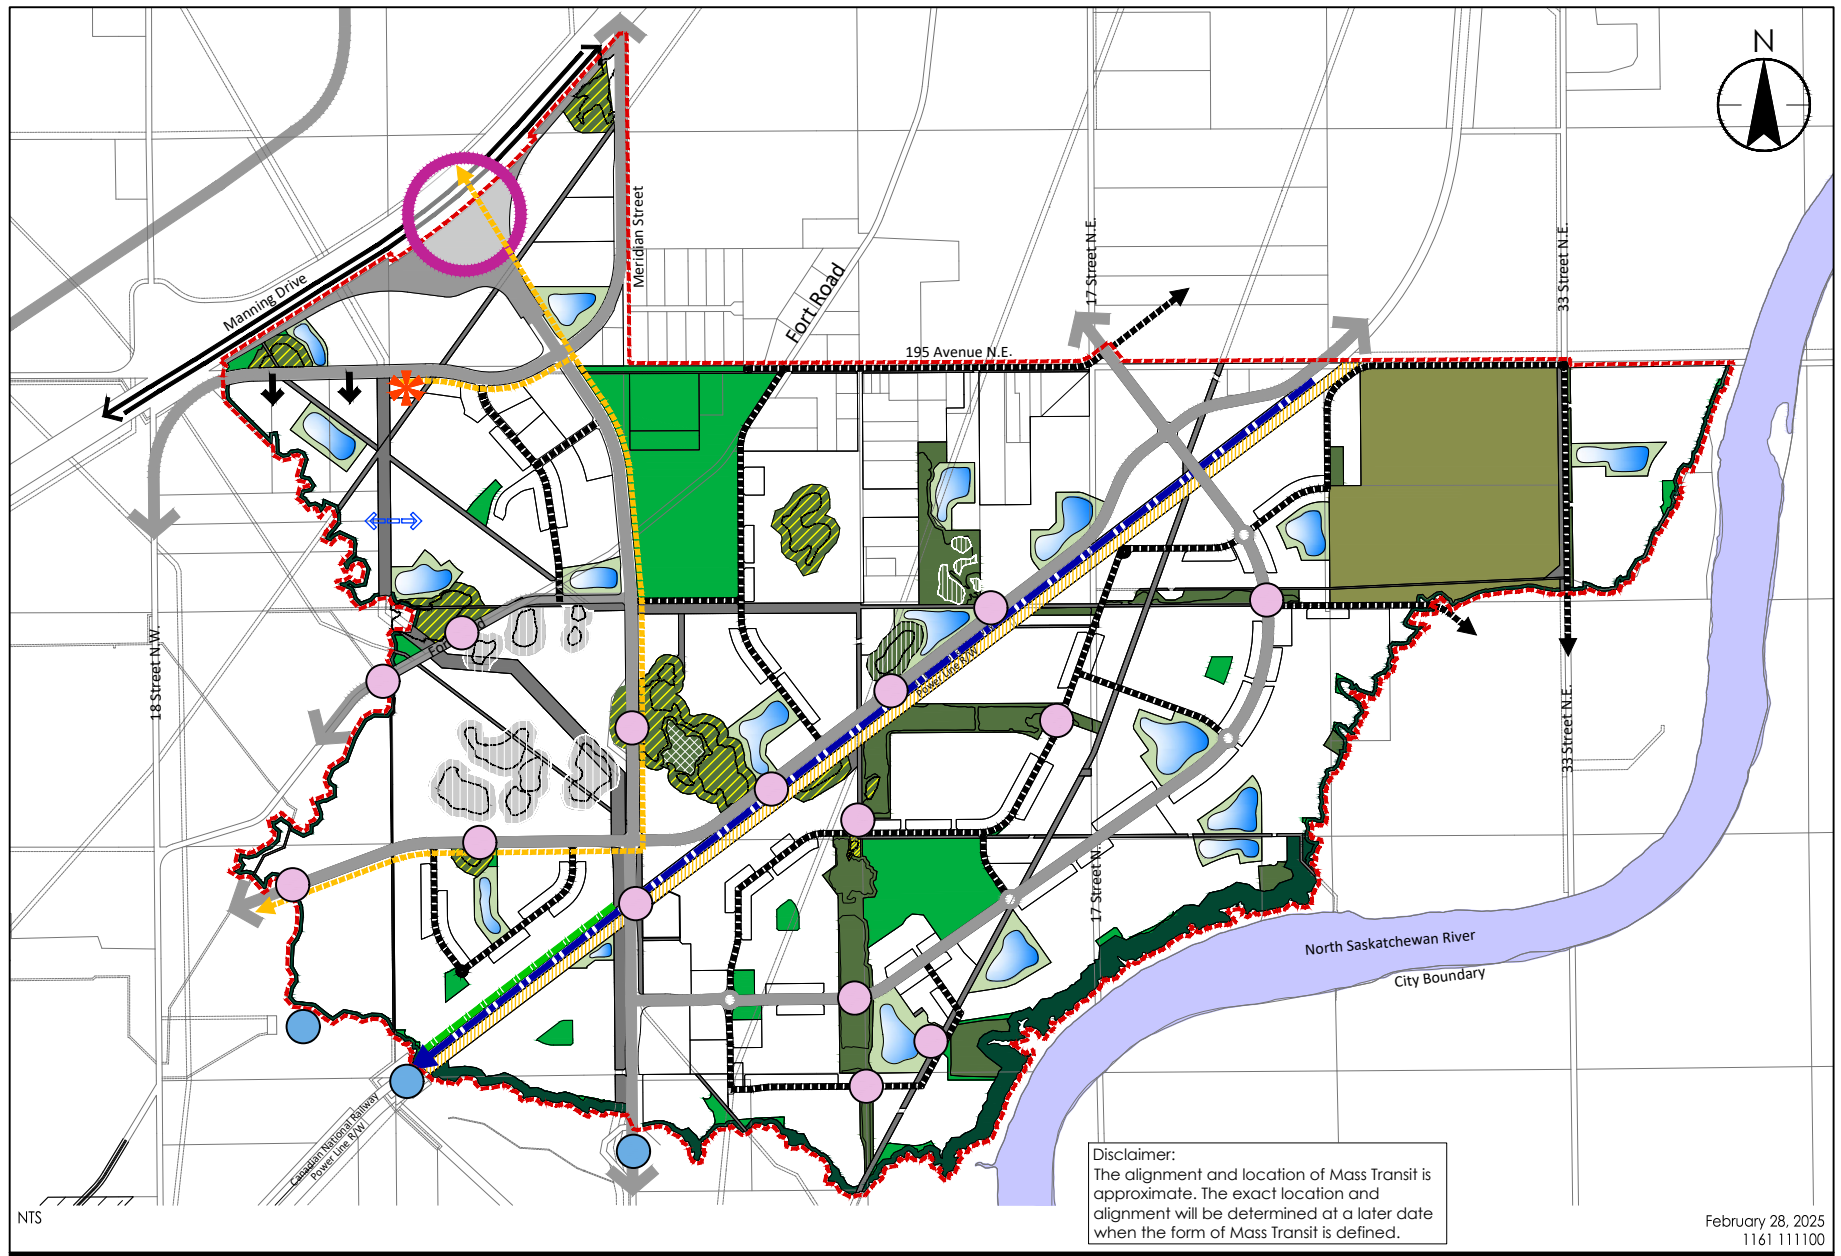 N
Manning Drive
Meridian Street
Fort Road
17 Street N.E.
33 Street N.E.
195 Avenue N.E.
18 Street N.W.
Power Line R/W
33 Street N.E.
17 Street N.
North Saskatchewan River
City Boundary
Canadian National Railway
Power Line R/W
Disclaimer:
The alignment and location of Mass Transit is
approximate. The exact location and
alignment will be determined at a later date
when the form of Mass Transit is defined.
NTS
February 28, 2025
1161 111100